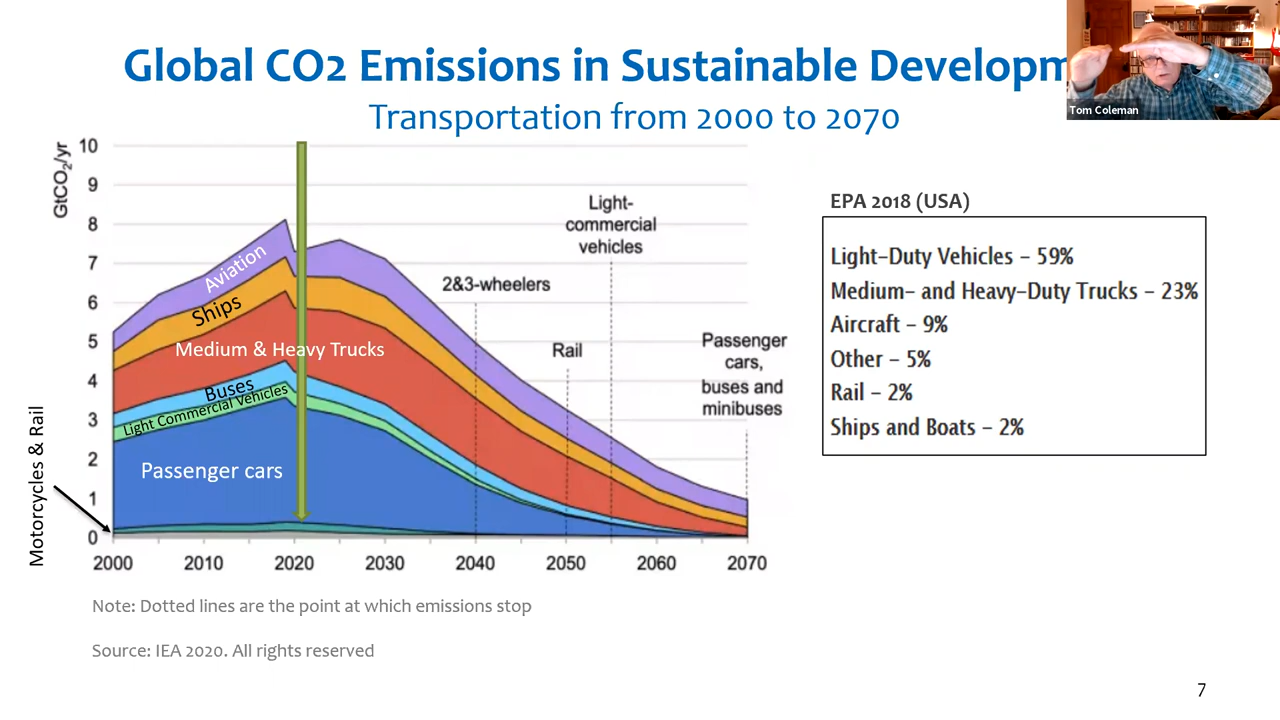 Global CO2 Emissions in Sustainable Developm
Transportation from 2000 to 2070
Tom Coleman
GtCO2/yr
10
9
8
7
6
5
4
3
2
1
0
2000 2010 2020 2030 2040 2050 2060 2070
Aviation
Ships
Medium & Heavy Trucks
Buses
Light Commercial Vehicles
Passenger cars
Motorcycles & Rail
2&3-wheelers
Rail
Light-
commercial
vehicles
Passenger
cars,
buses and
minibuses
EPA 2018 (USA)
Light-Duty Vehicles – 59%
Medium- and Heavy-Duty Trucks – 23%
Aircraft – 9%
Other – 5%
Rail – 2%
Ships and Boats – 2%
Note: Dotted lines are the point at which emissions stop
Source: IEA 2020. All rights reserved
7